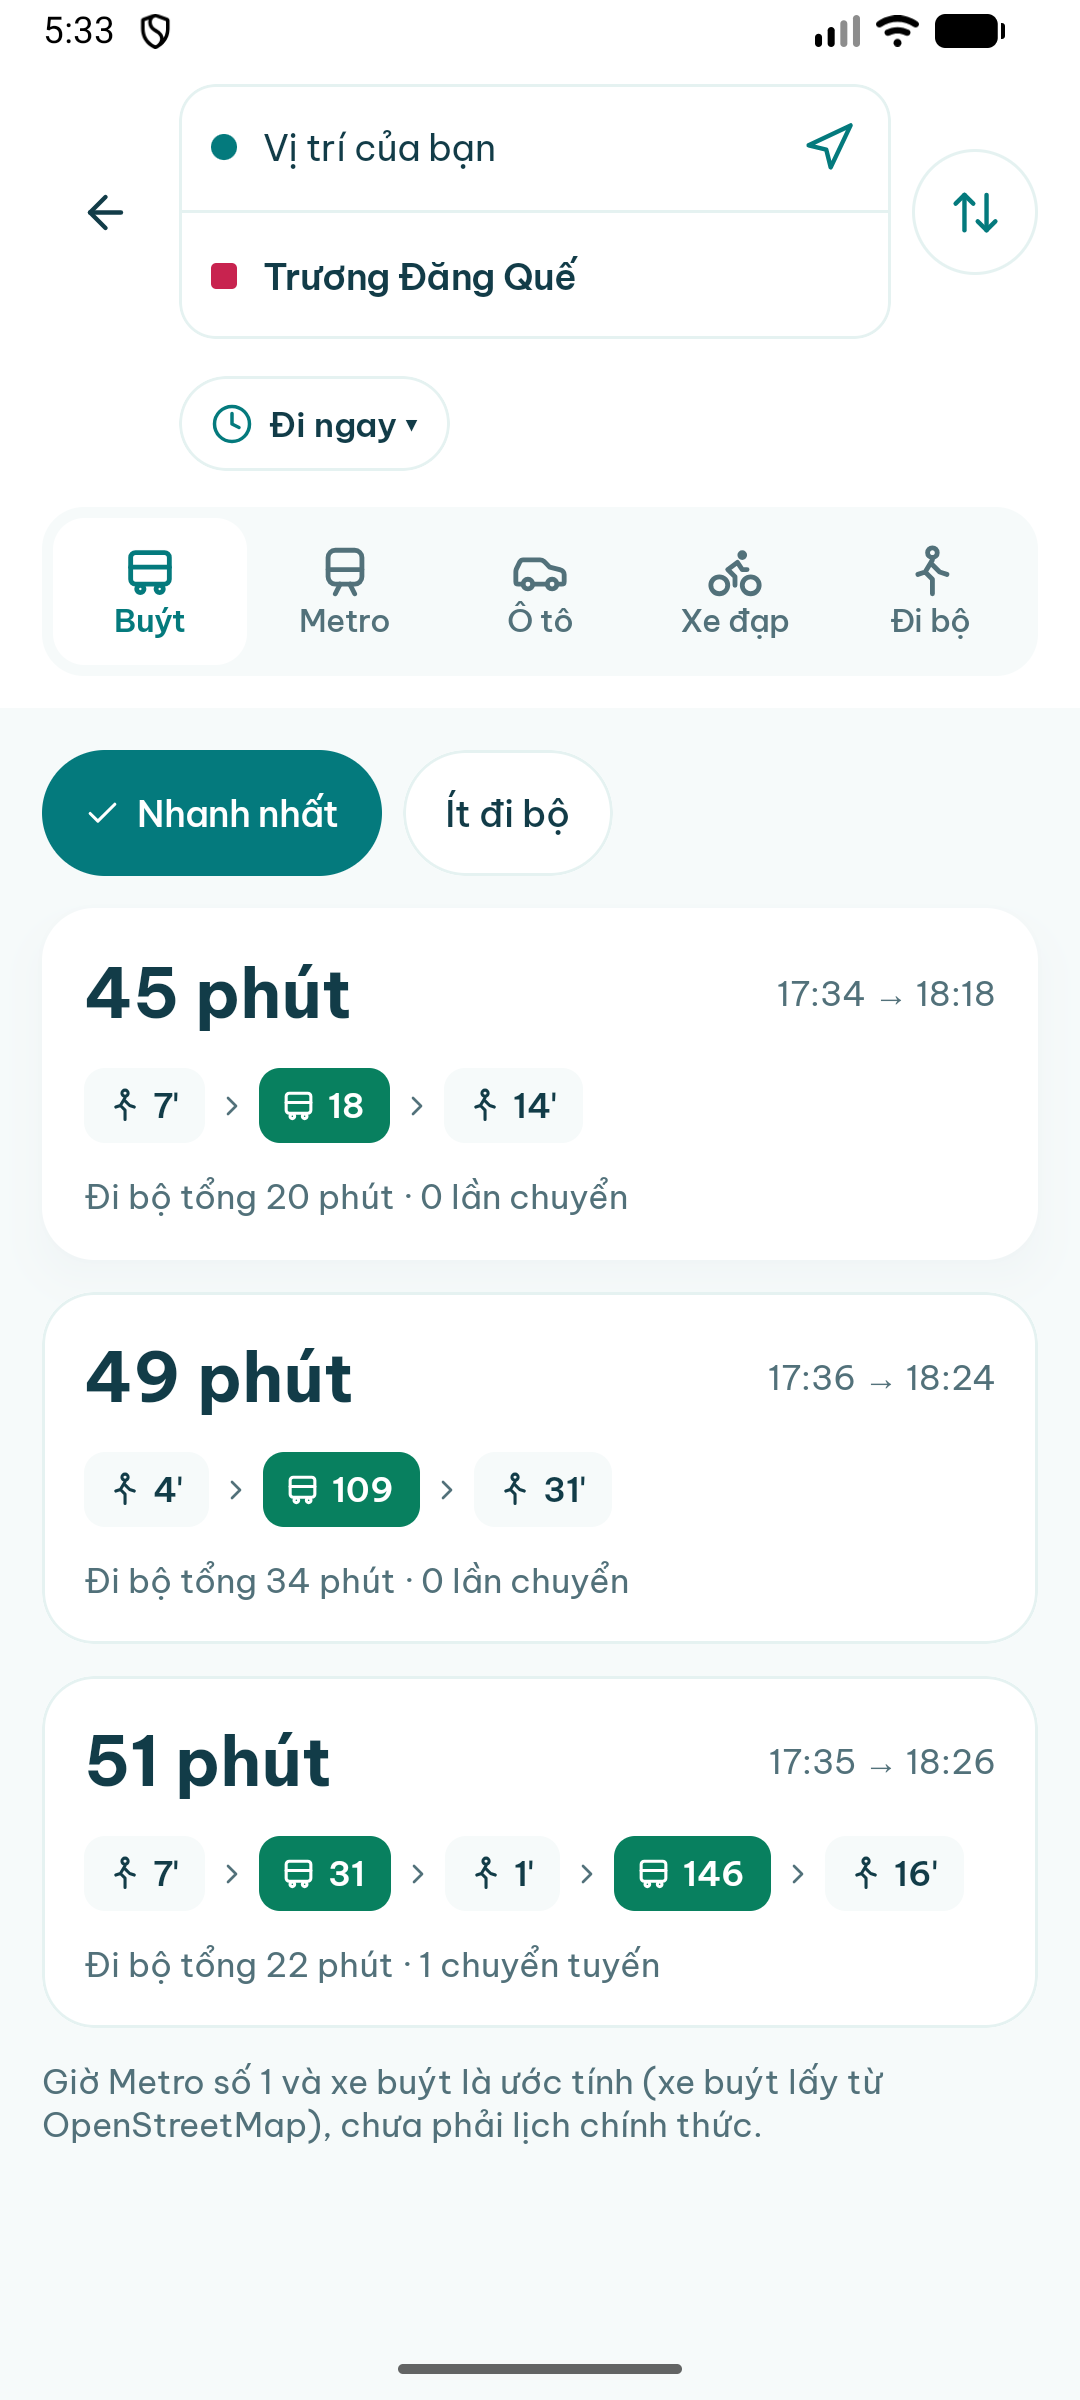 5:33
Vị trí của bạn
Trương Đăng Quế
Đi ngay ▾
Buýt
Metro
Ô tô
Xe đạp
Đi bộ
Nhanh nhất
Ít đi bộ
45 phút
17:34 → 18:18
7' > 18 > 14'
Đi bộ tổng 20 phút · 0 lần chuyển
49 phút
17:36 → 18:24
4' > 109 > 31'
Đi bộ tổng 34 phút · 0 lần chuyển
51 phút
17:35 → 18:26
7' > 31 > 1' > 146 > 16'
Đi bộ tổng 22 phút · 1 chuyển tuyến
Giờ Metro số 1 và xe buýt là ước tính (xe buýt lấy từ
OpenStreetMap), chưa phải lịch chính thức.